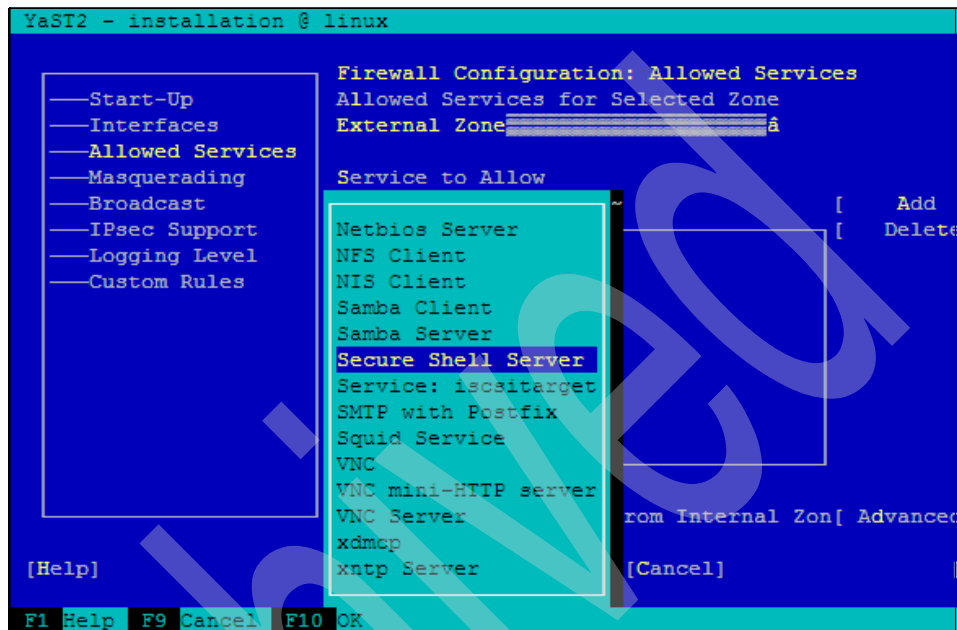 YaST2 - installation @ linux
Firewall Configuration: Allowed Services
Allowed Services for Selected Zone
External Zone â
Service to Allow
Start-Up
Interfaces
Allowed Services
Masquerading
Broadcast
IPsec Support
Logging Level
Custom Rules
~
Netbios Server
NFS Client
NIS Client
Samba Client
Samba Server
Secure Shell Server
Service: iscsitarget
SMTP with Postfix
Squid Service
VNC
VNC mini-HTTP server
VNC Server
xdmcp
xntp Server
[ Add
[ Delete
rom Internal Zon[ Advanced
[Help] [Cancel] [
F1 Help F9 Cancel F10 OK
hived